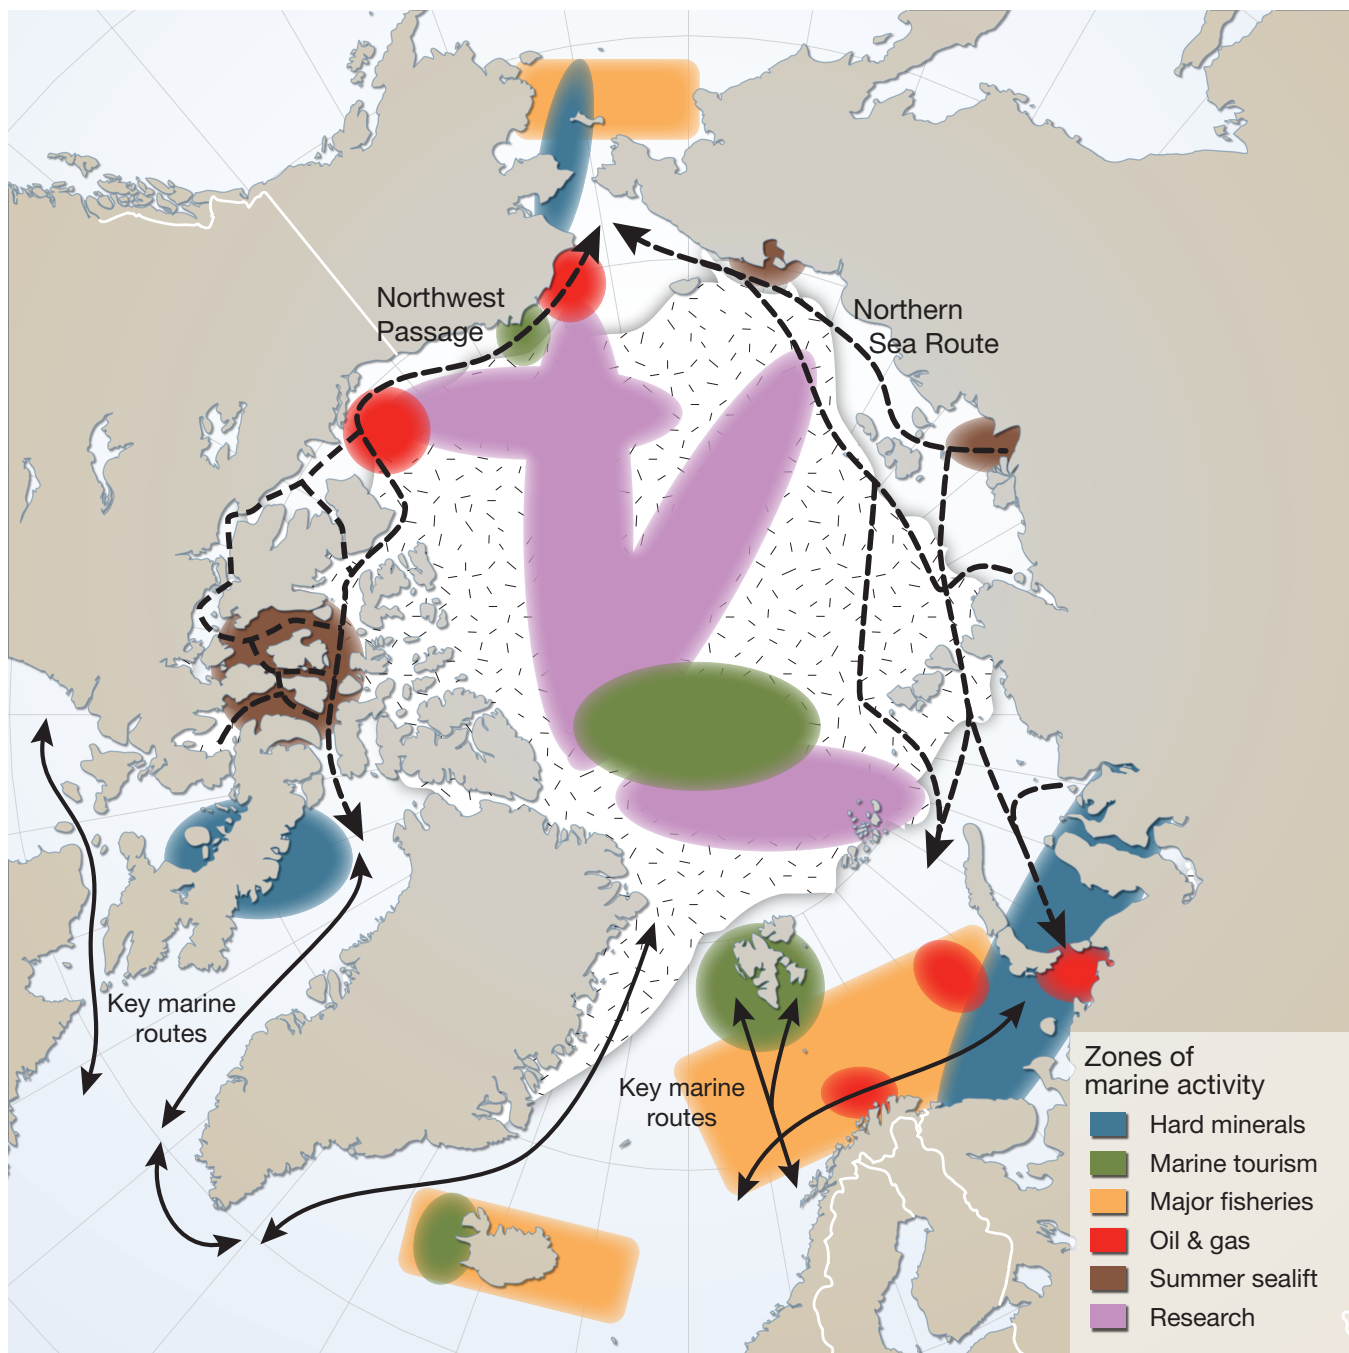 Northwest
Passage
Northern
Sea Route
Key marine
routes
Key marine
routes
Zones of
marine activity
Hard minerals
Marine tourism
Major fisheries
Oil & gas
Summer sealift
Research